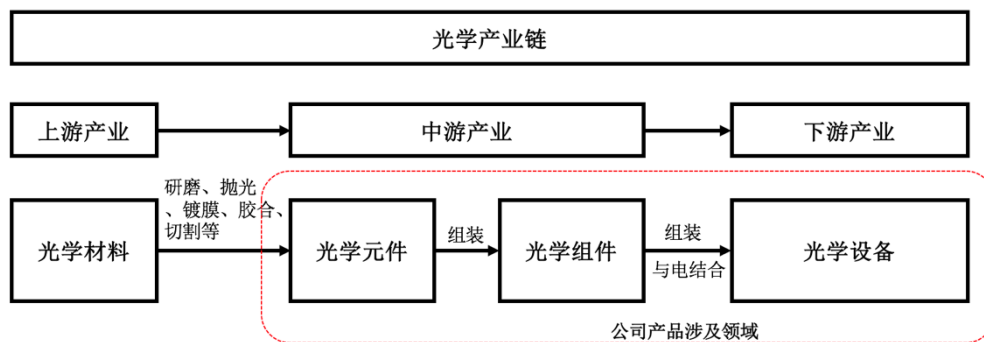 光学产业链
上游产业
中游产业
下游产业
研磨、抛光
、镀膜、胶合、
切割等
光学材料
光学元件
组装
光学组件
组装
与电结合
光学设备
公司产品涉及领域